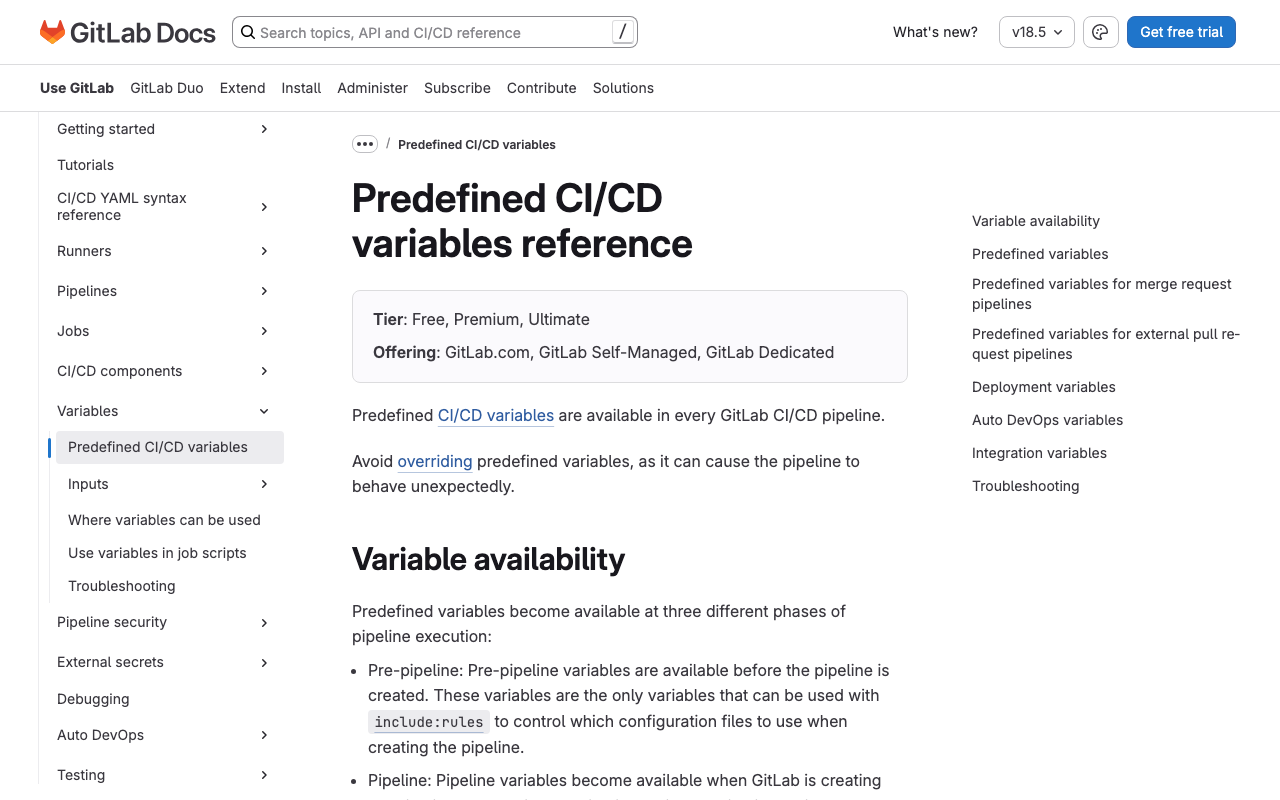 GitLab Docs
Search topics, API and CI/CD reference
/
What's new?
v18.5
Get free trial
Use GitLab
GitLab Duo
Extend
Install
Administer
Subscribe
Contribute
Solutions
Getting started
Tutorials
CI/CD YAML syntax
reference
Runners
Pipelines
Jobs
CI/CD components
Variables
Predefined CI/CD variables
Inputs
Where variables can be used
Use variables in job scripts
Troubleshooting
Pipeline security
External secrets
Debugging
Auto DevOps
Testing
••• / Predefined CI/CD variables
Predefined CI/CD
variables reference
Tier: Free, Premium, Ultimate
Offering: GitLab.com, GitLab Self-Managed, GitLab Dedicated
Predefined CI/CD variables are available in every GitLab CI/CD pipeline.
Avoid overriding predefined variables, as it can cause the pipeline to
behave unexpectedly.
Variable availability
Predefined variables become available at three different phases of
pipeline execution:
• Pre-pipeline: Pre-pipeline variables are available before the pipeline is
created. These variables are the only variables that can be used with
include:rules to control which configuration files to use when
creating the pipeline.
• Pipeline: Pipeline variables become available when GitLab is creating
Variable availability
Predefined variables
Predefined variables for merge request
pipelines
Predefined variables for external pull re-
quest pipelines
Deployment variables
Auto DevOps variables
Integration variables
Troubleshooting